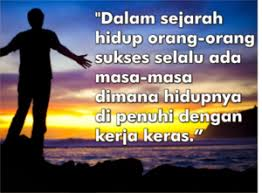 "Dalam sejarah
hidup orang-orang
sukses selalu ada
masa-masa
dimana hidupnya
di penuhi dengan
kerja keras.”